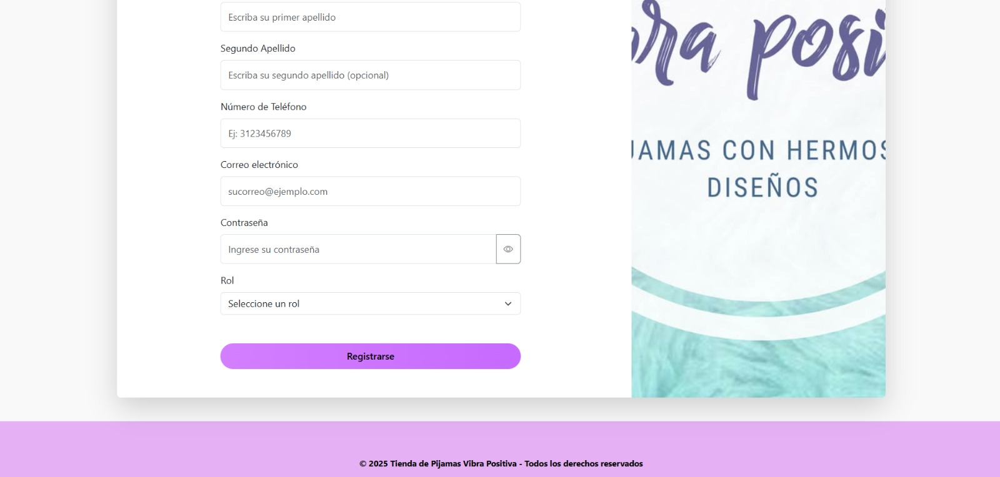 Escriba su primer apellido
Segundo Apellido
Escriba su segundo apellido (opcional)
Número de Teléfono
Ej: 3123456789
Correo electrónico
sucorreo@ejemplo.com
Contraseña
Ingrese su contraseña
Rol
Seleccione un rol
Registrarse
bra posi
JAMAS CON HERMOS
DISEÑOS
© 2025 Tienda de Pijamas Vibra Positiva - Todos los derechos reservados